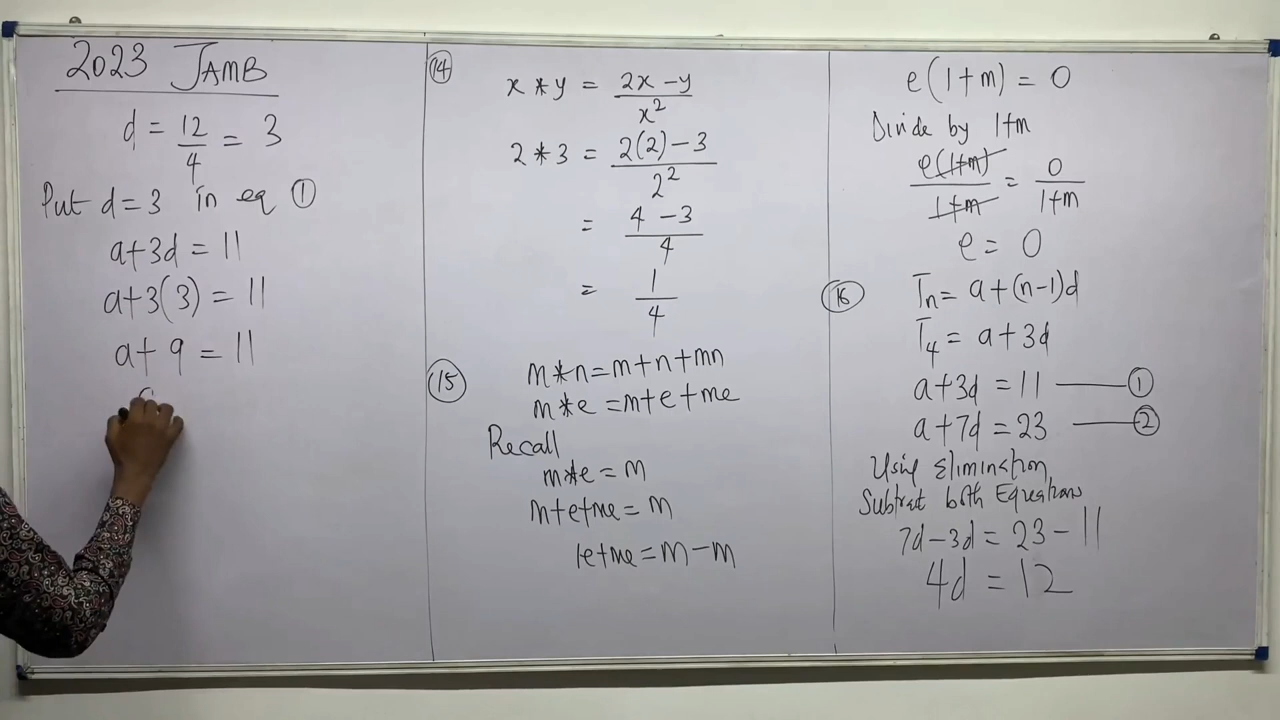 2023 JAMB
d = 12/4 = 3
Put d=3 in eq ①
a+3d = 11
a+3(3) = 11
a+9 = 11
⑭
x * y = 2x - y / x²
2 * 3 = 2(2) - 3 / 2²
= 4 - 3 / 4
= 1/4
⑮
m*n=m+n+mn
m*e=m+e+me
Recall
m*e = m
m+e+me = m
e+me = m-m
e(1+m) = 0
Divide by 1+m
e(1+m)/1+m = 0/1+m
e = 0
⑯
Tn = a+(n-1)d
T4 = a+3d
a+3d = 11 ①
a+7d = 23 ②
Using Elimination
Subtract both Equations
7d-3d = 23-11
4d = 12